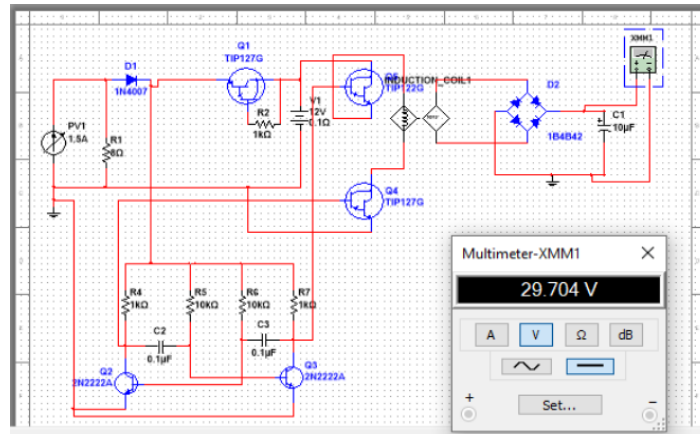 XMM1
Q1
TIP127G
D1
1N4007
R2
1kΩ
V1
12V
0.1Ω
TIP122G
INDUCTION_COIL1
D2
1B4B42
C1
10µF
PV1
1.5A
R1
8Ω
Q4
TIP127G
R4
1kΩ
R5
10kΩ
R6
10kΩ
R7
1kΩ
C2
0.1µF
C3
0.1µF
Q2
2N2222A
Q3
2N2222A
Multimeter-XMM1
29.704 V
A V Ω dB
+ −
Set...